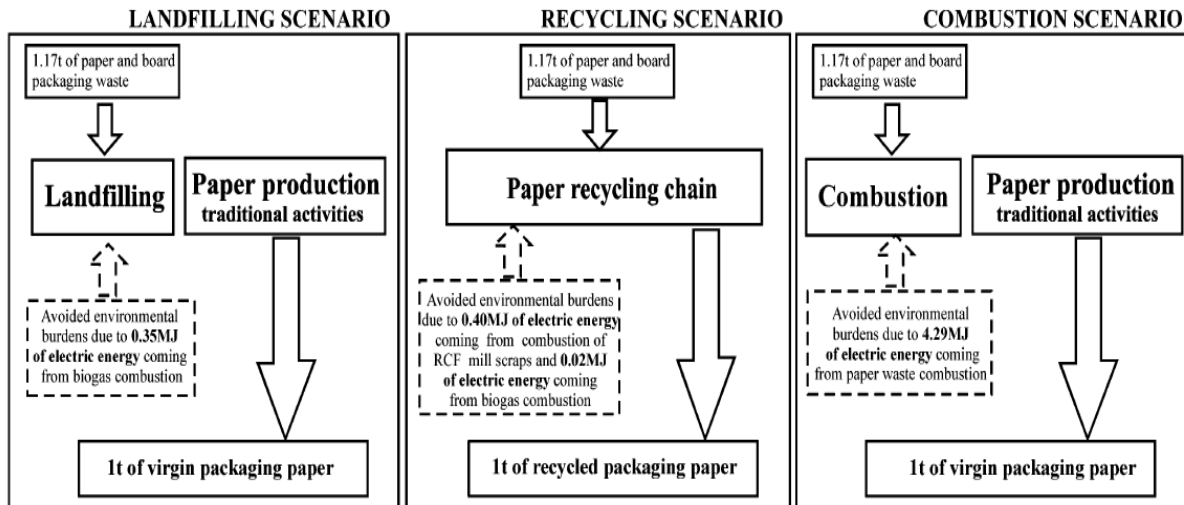 LANDFILLING SCENARIO
1.17t of paper and board
packaging waste
Landfilling
Paper production
traditional activities
Avoided environmental
burdens due to 0.35MJ
of electric energy coming
from biogas combustion
1t of virgin packaging paper
RECYCLING SCENARIO
1.17t of paper and board
packaging waste
Paper recycling chain
Avoided environmental burdens
due to 0.40MJ of electric energy
coming from combustion of
RCF mill scraps and 0.02MJ
of electric energy coming
from biogas combustion
1t of recycled packaging paper
COMBUSTION SCENARIO
1.17t of paper and board
packaging waste
Combustion
Paper production
traditional activities
Avoided environmental
burdens due to 4.29MJ
of electric energy coming
from paper waste combustion
1t of virgin packaging paper